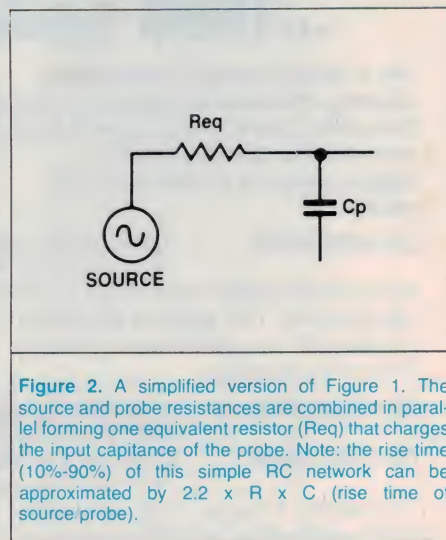 Req
Cp
SOURCE
Figure 2. A simplified version of Figure 1. The
source and probe resistances are combined in paral-
lel forming one equivalent resistor (Req) that charges
the input capitance of the probe. Note: the rise time
(10%-90%) of this simple RC network can be
approximated by 2.2 x R x C (rise time of
source/probe).